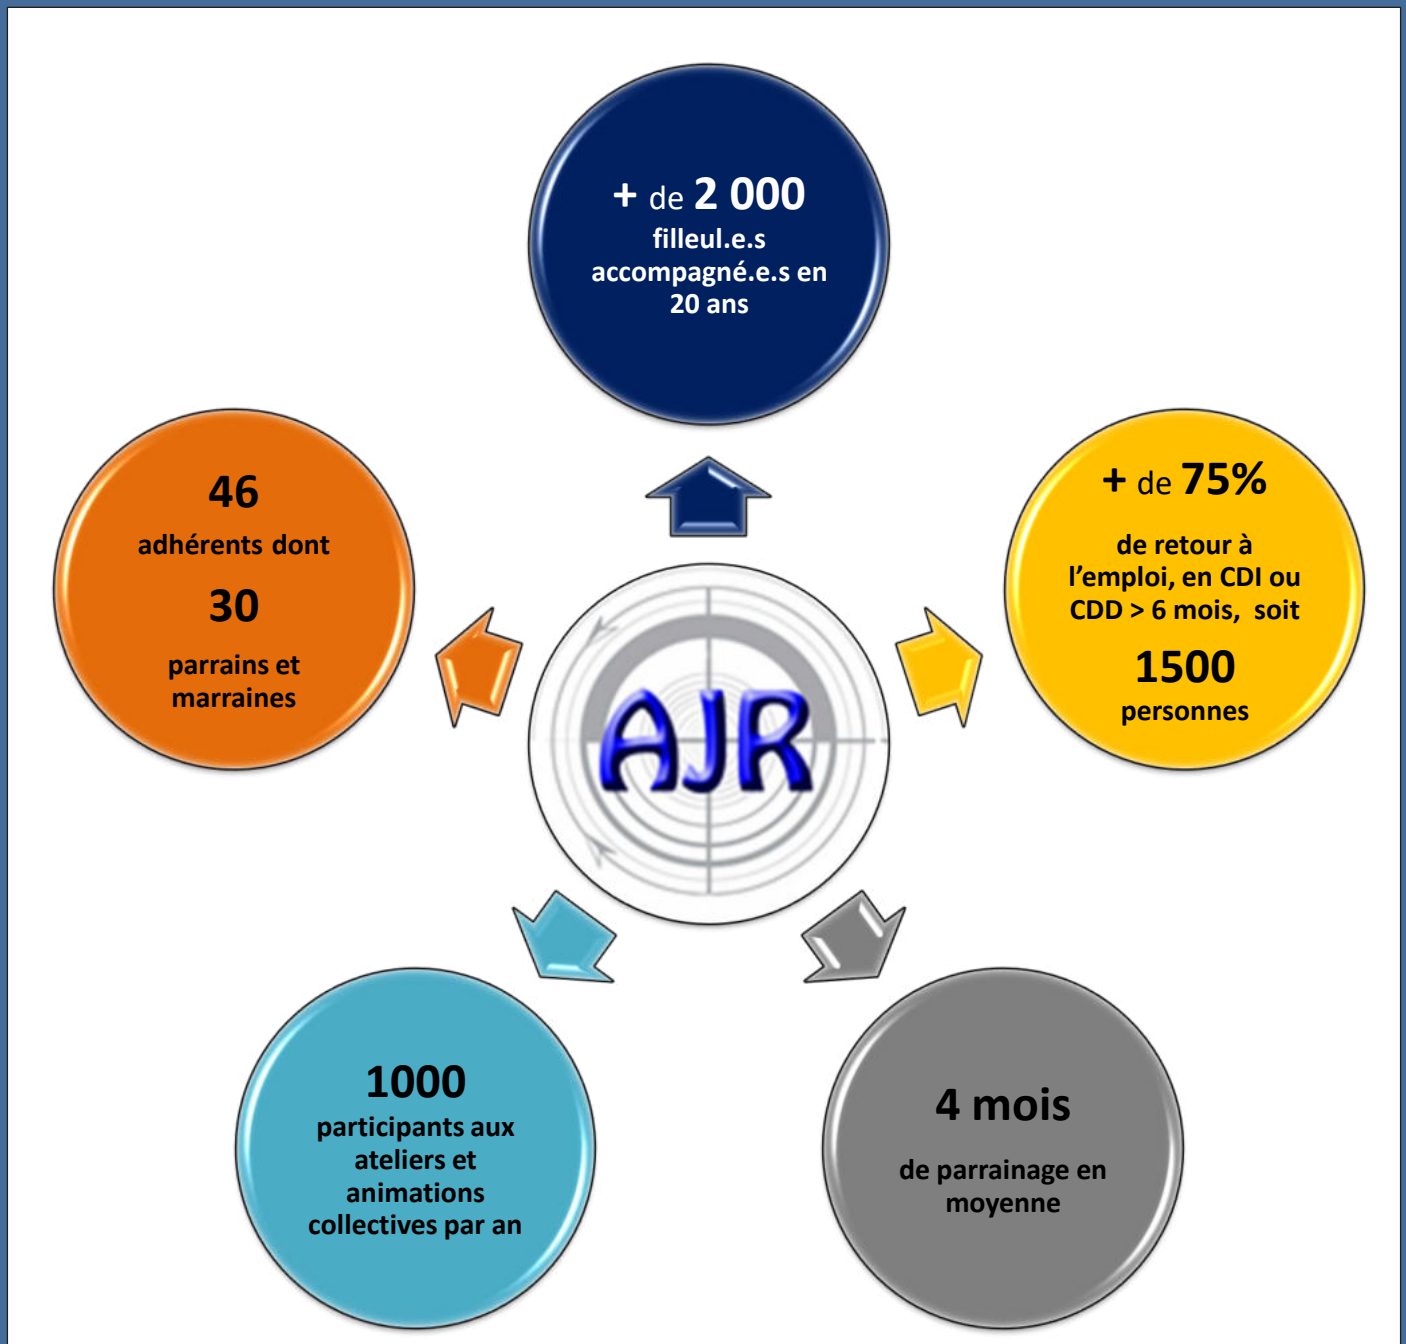 + de 2 000
filleul.e.s
accompagné.e.s en
20 ans
46
adhérents dont
30
parrains et
marraines
+ de 75%
de retour à
l’emploi, en CDI ou
CDD > 6 mois, soit
1500
personnes
AJR
1000
participants aux
ateliers et
animations
collectives par an
4 mois
de parrainage en
moyenne